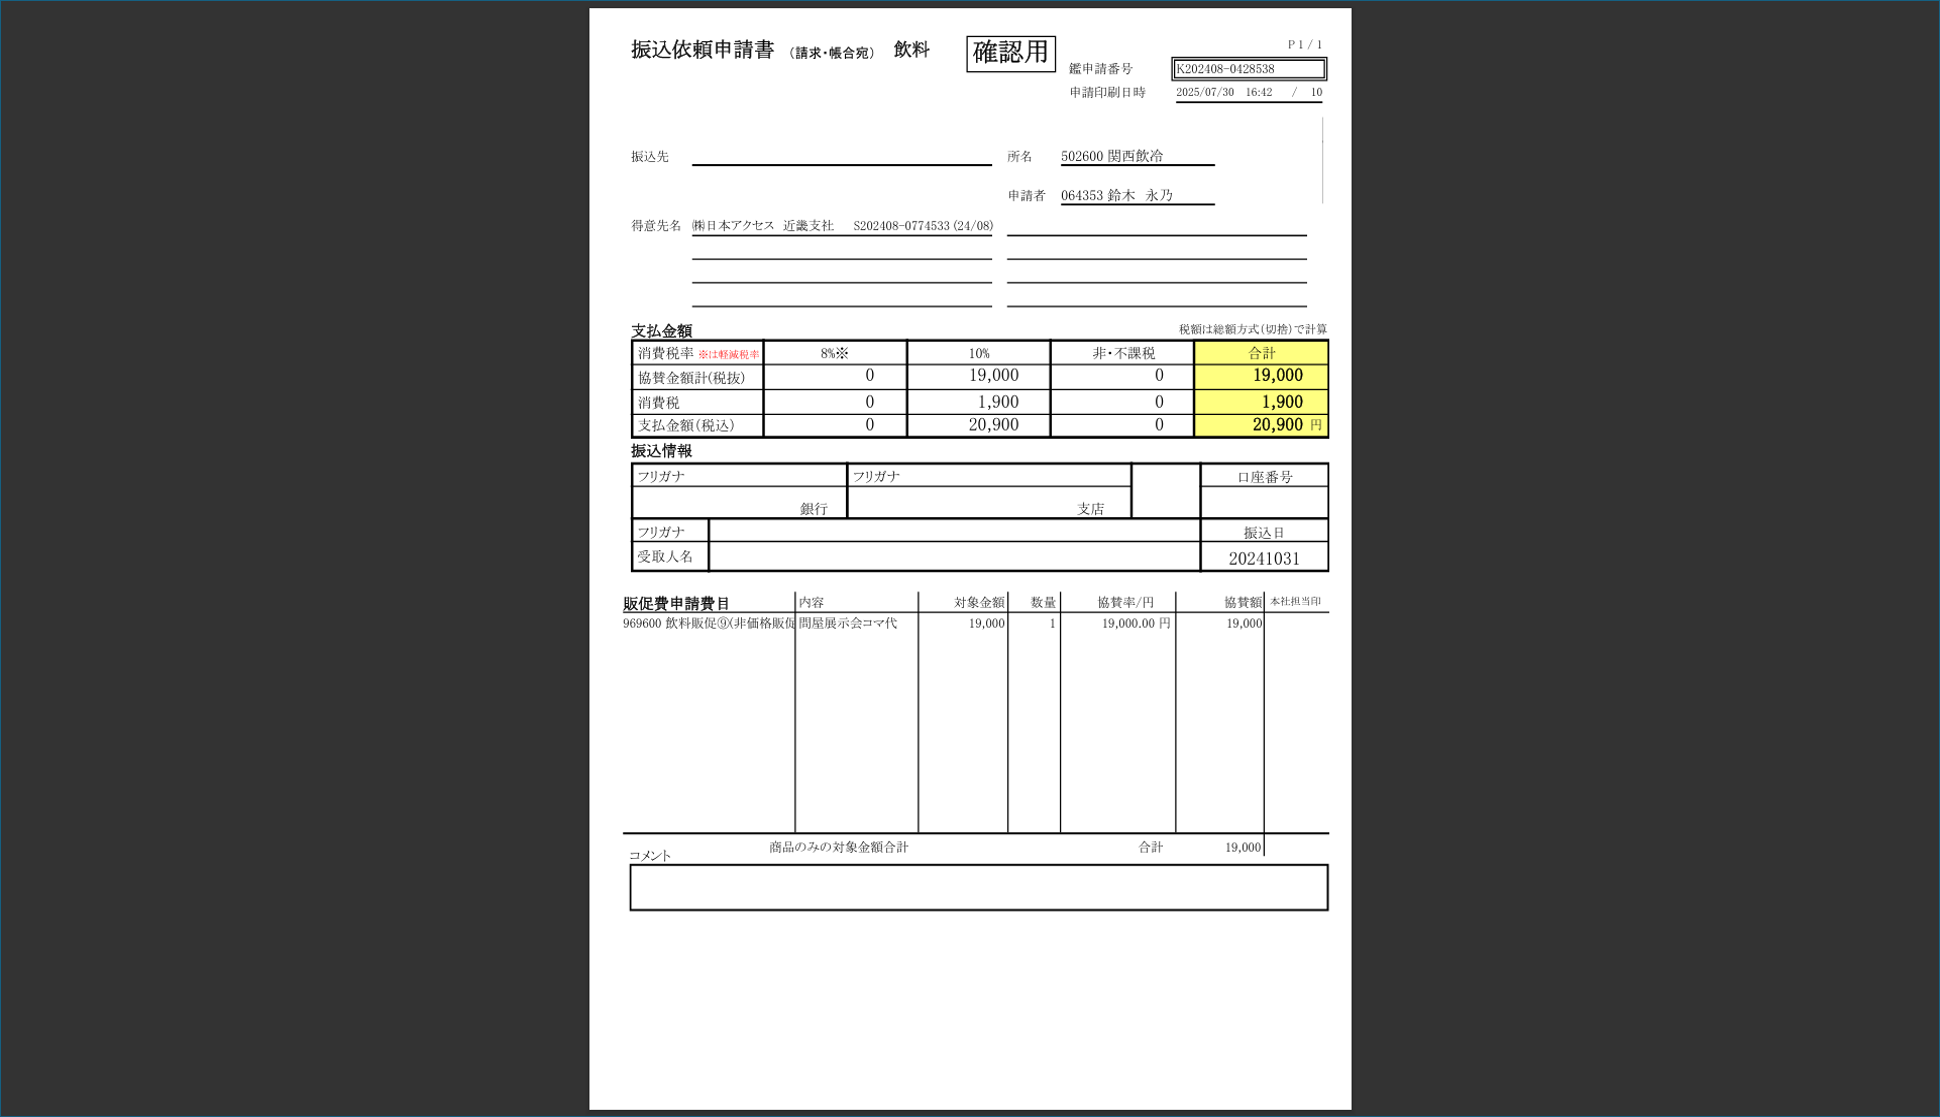 振込依頼申請書 (請求・帳合宛) 飲料 確認用
P 1 / 1
鑑申請番号 K202408-0428538
申請印刷日時 2025/07/30 16:42 / 10
振込先 所名 502600 関西飲冷
申請者 064353 鈴木 永乃
得意先名 ㈱日本アクセス 近畿支社 S202408-0774533 (24/08)
支払金額 税額は総額方式(切捨)で計算
消費税率 ※は軽減税率 8%※ 10% 非・不課税 合計
協賛金額計(税抜) 0 19,000 0 19,000
消費税 0 1,900 0 1,900
支払金額(税込) 0 20,900 0 20,900 円
振込情報
フリガナ フリガナ 口座番号
銀行 支店
フリガナ 振込日
受取人名 20241031
販促費申請費目 内容 対象金額 数量 協賛率/円 協賛額 本社担当印
969600 飲料販促⑨(非価格販促 問屋展示会コマ代 19,000 1 19,000.00 円 19,000
商品のみの対象金額合計 合計 19,000
コメント